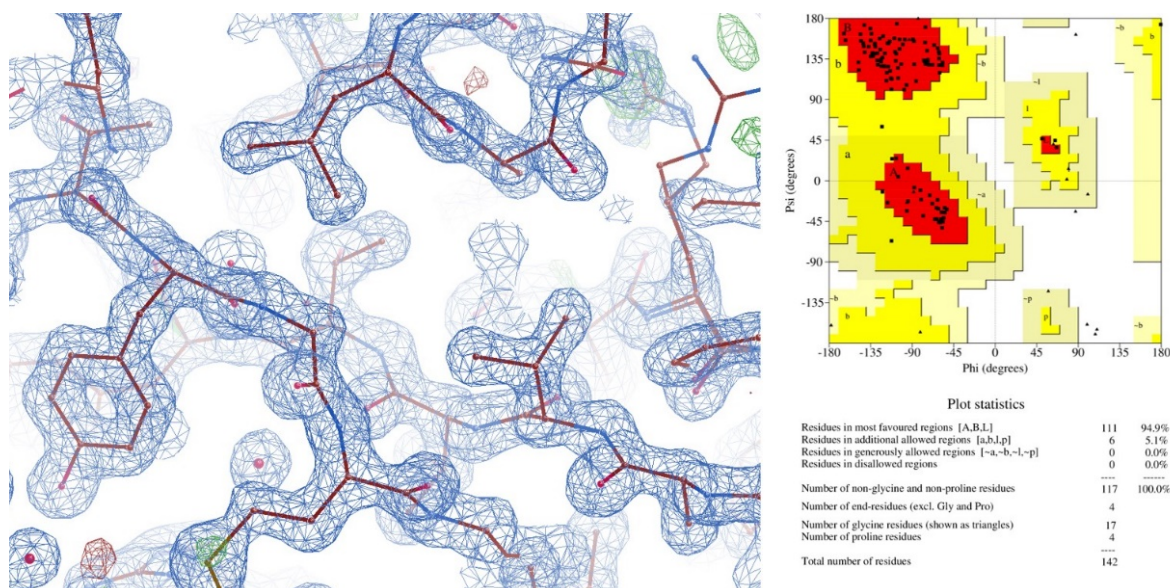 180
B
b
~b
~l
l
~b
b
135
90
45
a
A
~a
0
-45
-90
-135
~b
b
~p
p
~b
-180 -135 -90 -45 0 45 90 135 180
Psi (degrees)
Phi (degrees)
Plot statistics
Residues in most favoured regions [A,B,L] 111 94.9%
Residues in additional allowed regions [a,b,l,p] 6 5.1%
Residues in generously allowed regions [~a,~b,~l,~p] 0 0.0%
Residues in disallowed regions 0 0.0%
---- ------
Number of non-glycine and non-proline residues 117 100.0%
Number of end-residues (excl. Gly and Pro) 4
Number of glycine residues (shown as triangles) 17
Number of proline residues 4
----
Total number of residues 142